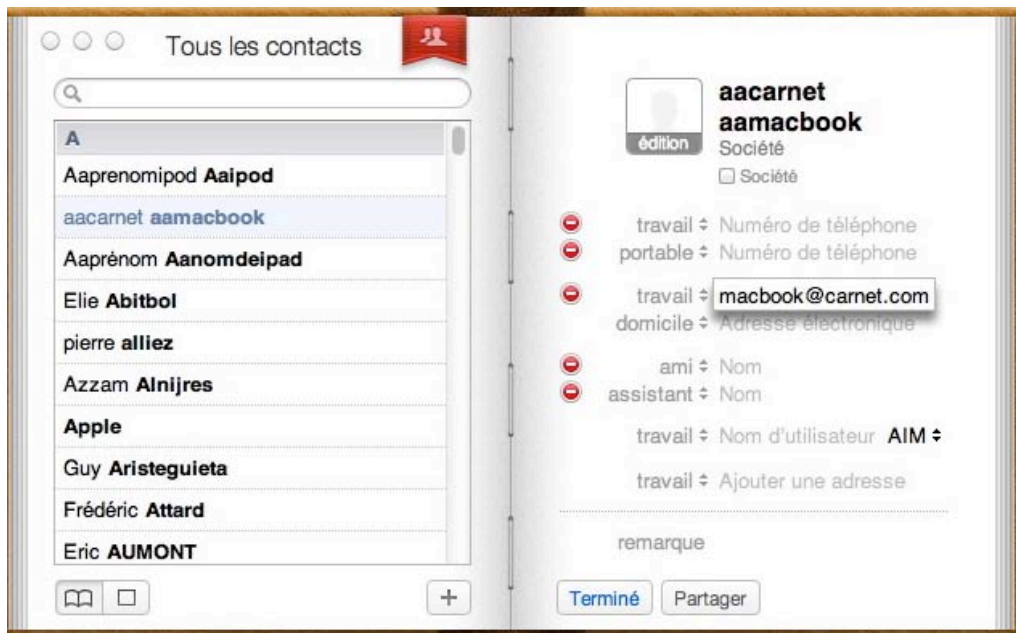 Tous les contacts
A
Aaprenomipod Aaipod
aacarnet aamacbook
Aaprénom Aanomdeipad
Elie Abitbol
pierre alliez
Azzam Alnijres
Apple
Guy Aristeguieta
Frédéric Attard
Eric AUMONT
édition
aacarnet
aamacbook
Société
Société
travail Numéro de téléphone
portable Numéro de téléphone
travail macbook@carnet.com
domicile Adresse électronique
ami Nom
assistant Nom
travail Nom d'utilisateur AIM
travail Ajouter une adresse
remarque
Terminé Partager